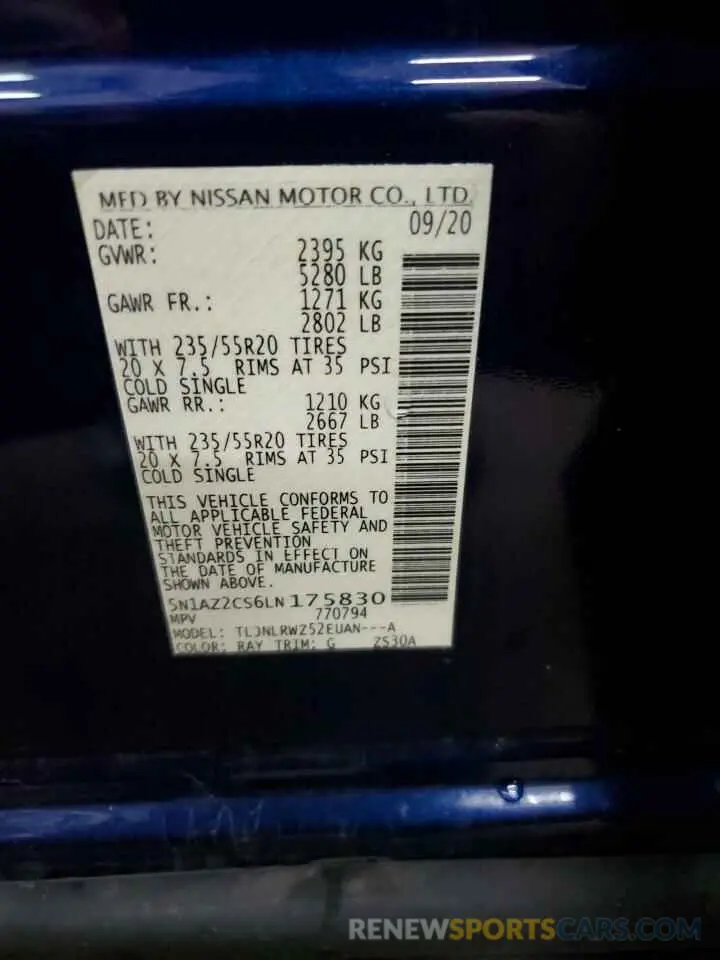 MFD BY NISSAN MOTOR CO., LTD.
DATE: 09/20
GVWR: 2395 KG
5280 LB
GAWR FR.: 1271 KG
2802 LB
WITH 235/55R20 TIRES
20 X 7.5 RIMS AT 35 PSI
COLD SINGLE
GAWR RR.: 1210 KG
2667 LB
WITH 235/55R20 TIRES
20 X 7.5 RIMS AT 35 PSI
COLD SINGLE
THIS VEHICLE CONFORMS TO
ALL APPLICABLE FEDERAL
MOTOR VEHICLE SAFETY AND
THEFT PREVENTION
STANDARDS IN EFFECT ON
THE DATE OF MANUFACTURE
SHOWN ABOVE.
5N1AZ2CS6LN175830
MPV 770794
MODEL: TLJNLRWZ52EUAN---A
COLOR: RAY TRIM: G Z530A
RENEWSPORTSCARS.COM